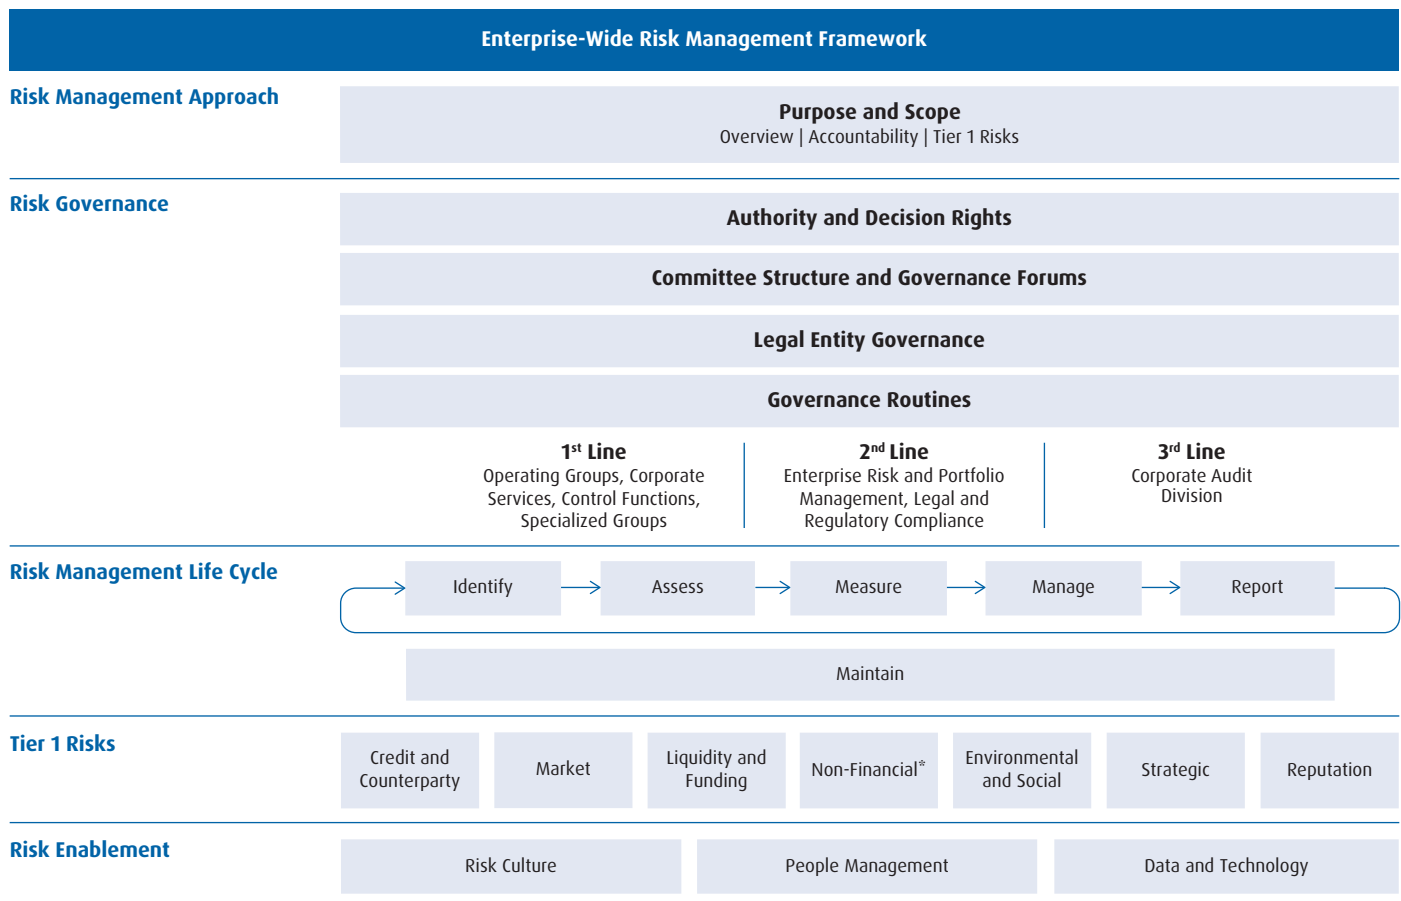 Enterprise-Wide Risk Management Framework
Risk Management Approach
Purpose and Scope
Overview | Accountability | Tier 1 Risks
Risk Governance
Authority and Decision Rights
Committee Structure and Governance Forums
Legal Entity Governance
Governance Routines
1st Line
Operating Groups, Corporate
Services, Control Functions,
Specialized Groups
2nd Line
Enterprise Risk and Portfolio
Management, Legal and
Regulatory Compliance
3rd Line
Corporate Audit
Division
Risk Management Life Cycle
Identify
Assess
Measure
Manage
Report
Maintain
Tier 1 Risks
Credit and
Counterparty
Market
Liquidity and
Funding
Non-Financial*
Environmental
and Social
Strategic
Reputation
Risk Enablement
Risk Culture
People Management
Data and Technology